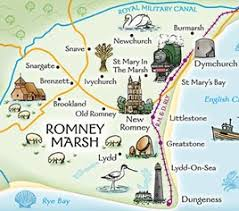 ROYAL MILITARY CANAL
Burmarsh
Newchurch
Snave
Dymchurch
Snargate
St Mary In The
Marsh
Brenzett
Ivychurch
St Mary's Bay
Brookland
Old Romney
English C
New
Romney
Littlestone
ROMNEY
MARSH
Greatstone
Lydd
Lydd-On-Sea
Rye Bay
Dungeness